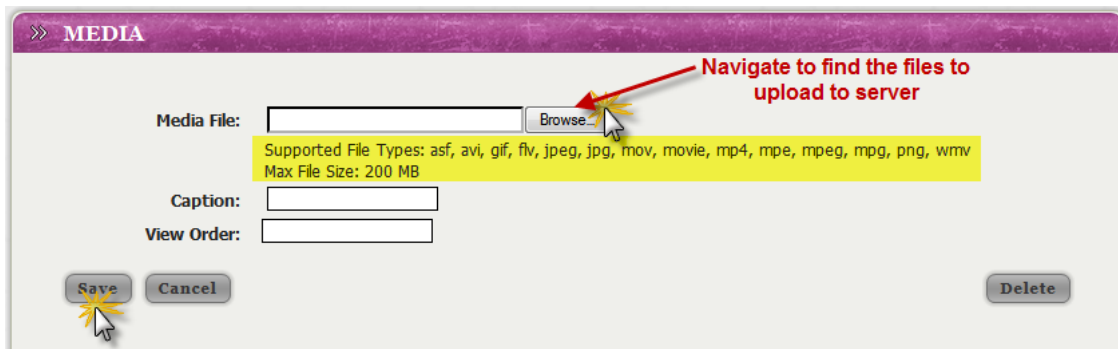 » MEDIA
Navigate to find the files to
upload to server
Media File:
Browse...
Supported File Types: asf, avi, gif, flv, jpeg, jpg, mov, movie, mp4, mpe, mpeg, mpg, png, wmv
Max File Size: 200 MB
Caption:
View Order:
Save Cancel Delete